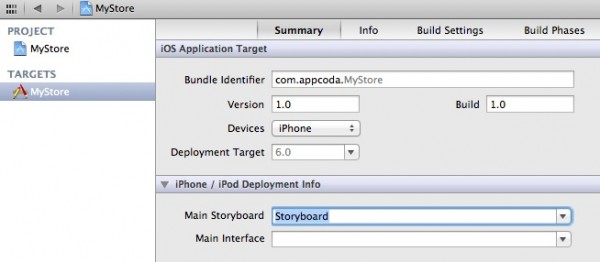 MyStore
PROJECT
MyStore
TARGETS
MyStore
Summary Info Build Settings Build Phases
iOS Application Target
Bundle Identifier com.appcoda.MyStore
Version 1.0 Build 1.0
Devices iPhone
Deployment Target 6.0
iPhone / iPod Deployment Info
Main Storyboard Storyboard
Main Interface